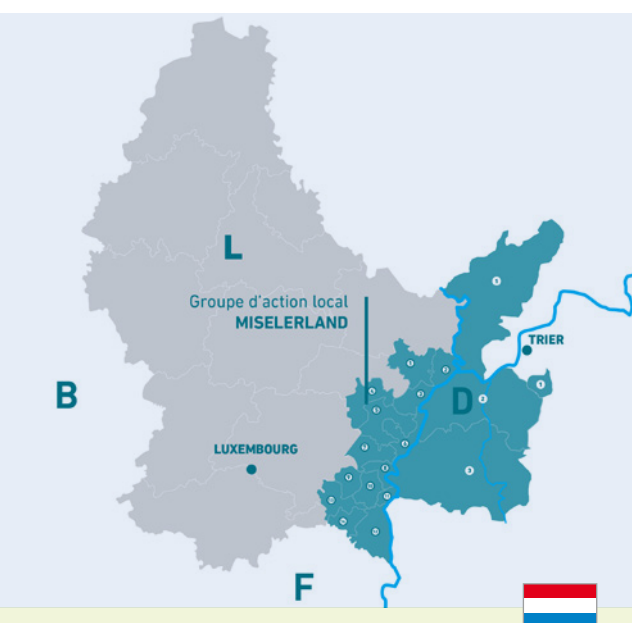 L
Groupe d'action local
MISELERLAND
TRIER
B
D
LUXEMBOURG
F